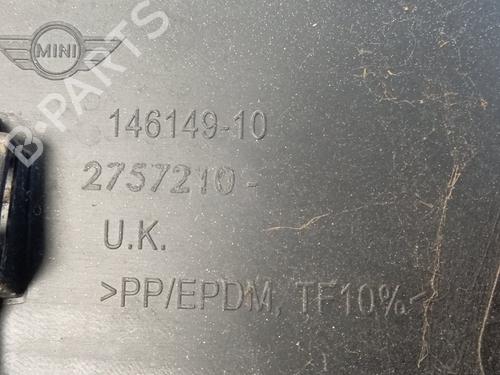 MINI
B-PARTS
146149-10
2757210-
U.K.
>PP/EPDM, TF10%<